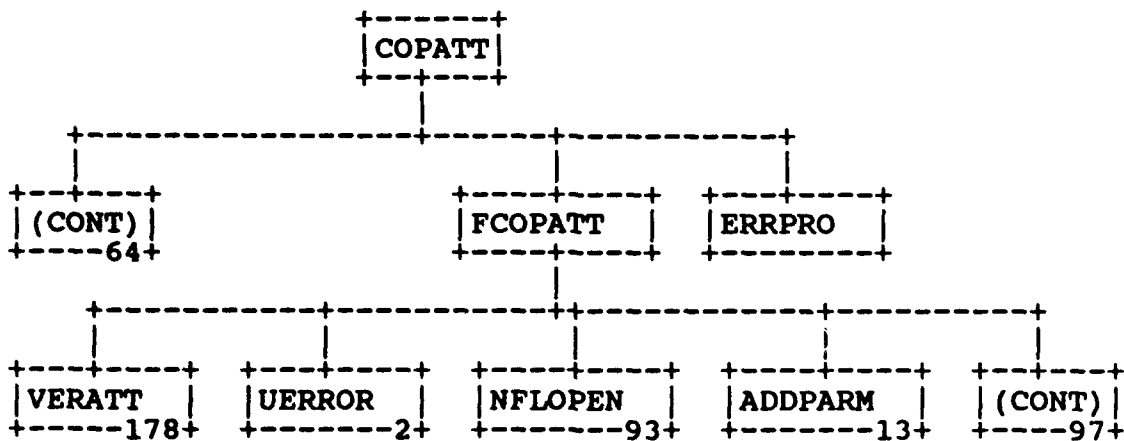 COPATT
(CONT) FCOPATT ERRPRO
64
VERATT UERROR NFLOPEN ADDPARM (CONT)
178 2 93 13 97